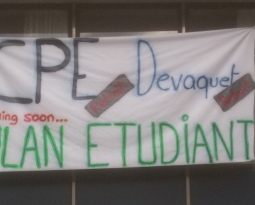 CPE Devaquet
ing soon...
LAN ETUDIANT